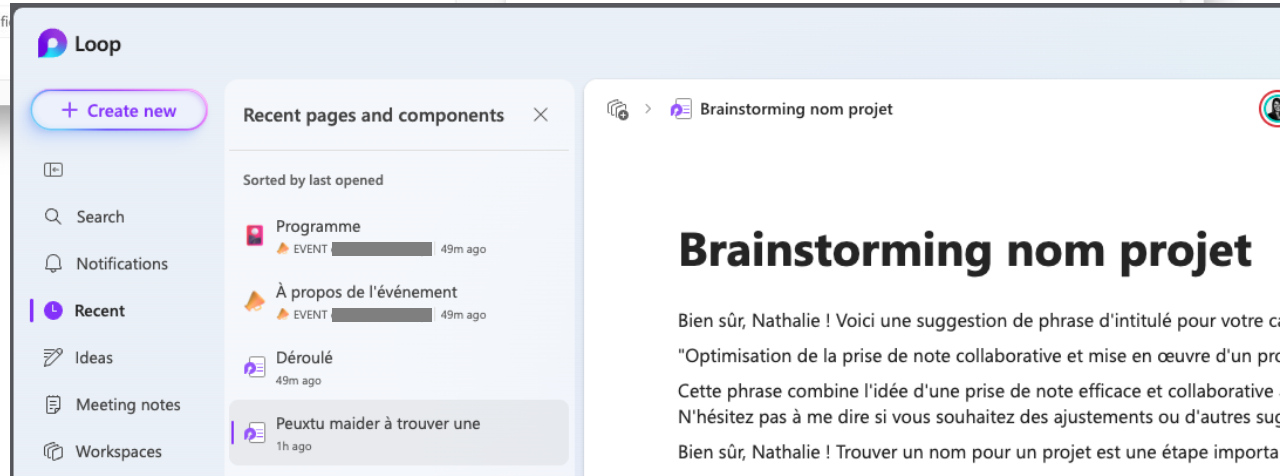 Loop
Create new
Search
Notifications
Recent
Ideas
Meeting notes
Workspaces
Recent pages and components
Sorted by last opened
Programme
EVENT 49m ago
À propos de l'événement
EVENT 49m ago
Déroulé
49m ago
Peuxtu maider à trouver une
1h ago
Brainstorming nom projet
Brainstorming nom projet
Bien sûr, Nathalie ! Voici une suggestion de phrase d'intitulé pour votre
"Optimisation de la prise de note collaborative et mise en œuvre d'un
Cette phrase combine l'idée d'une prise de note efficace et collaborative
N'hésitez pas à me dire si vous souhaitez des ajustements ou d'autres
Bien sûr, Nathalie ! Trouver un nom pour un projet est une étape